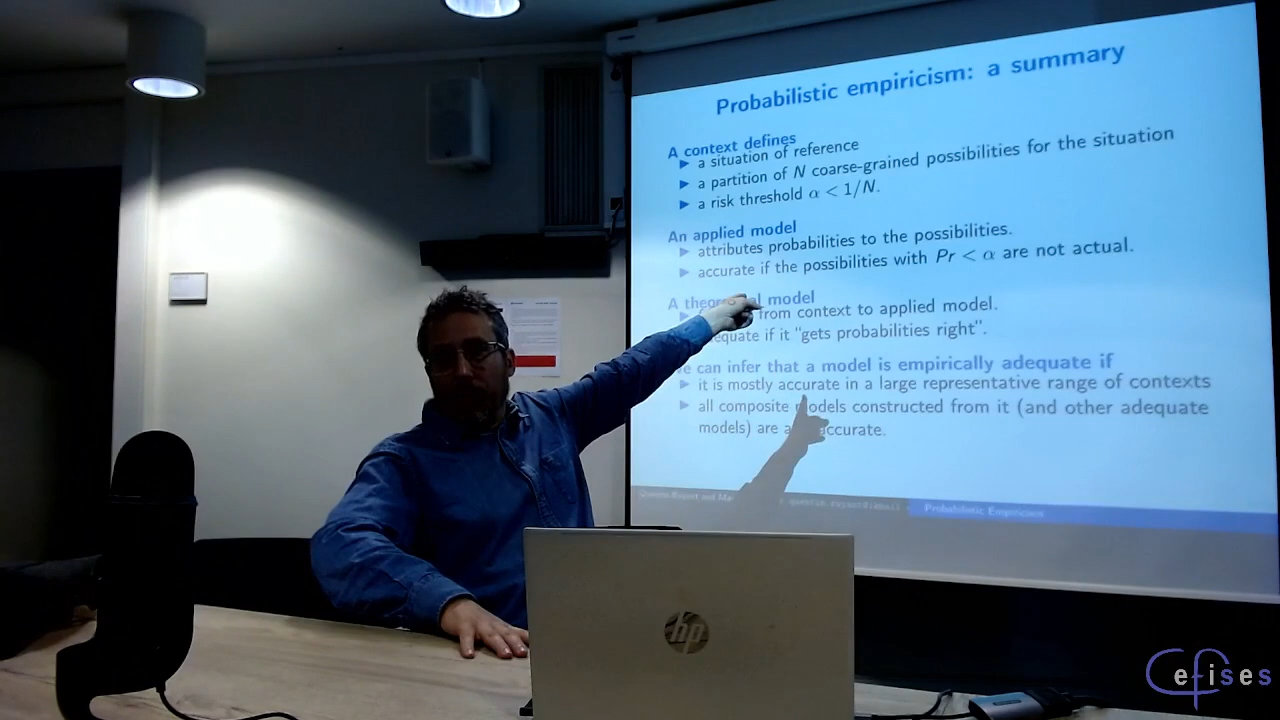 Probabilistic empiricism: a summary
A context defines
a situation of reference
a partition of N coarse-grained possibilities for the situation
a risk threshold α < 1/N.
An applied model
attributes probabilities to the possibilities.
accurate if the possibilities with Pr < α are not actual.
A model
from context to applied model.
if it "gets probabilities right".
can infer that a model is empirically adequate if
it is mostly accurate in a large representative range of contexts
all composite models constructed from it (and other adequate
models) are accurate.
Probabilistic Empiricism
hp
Cefises